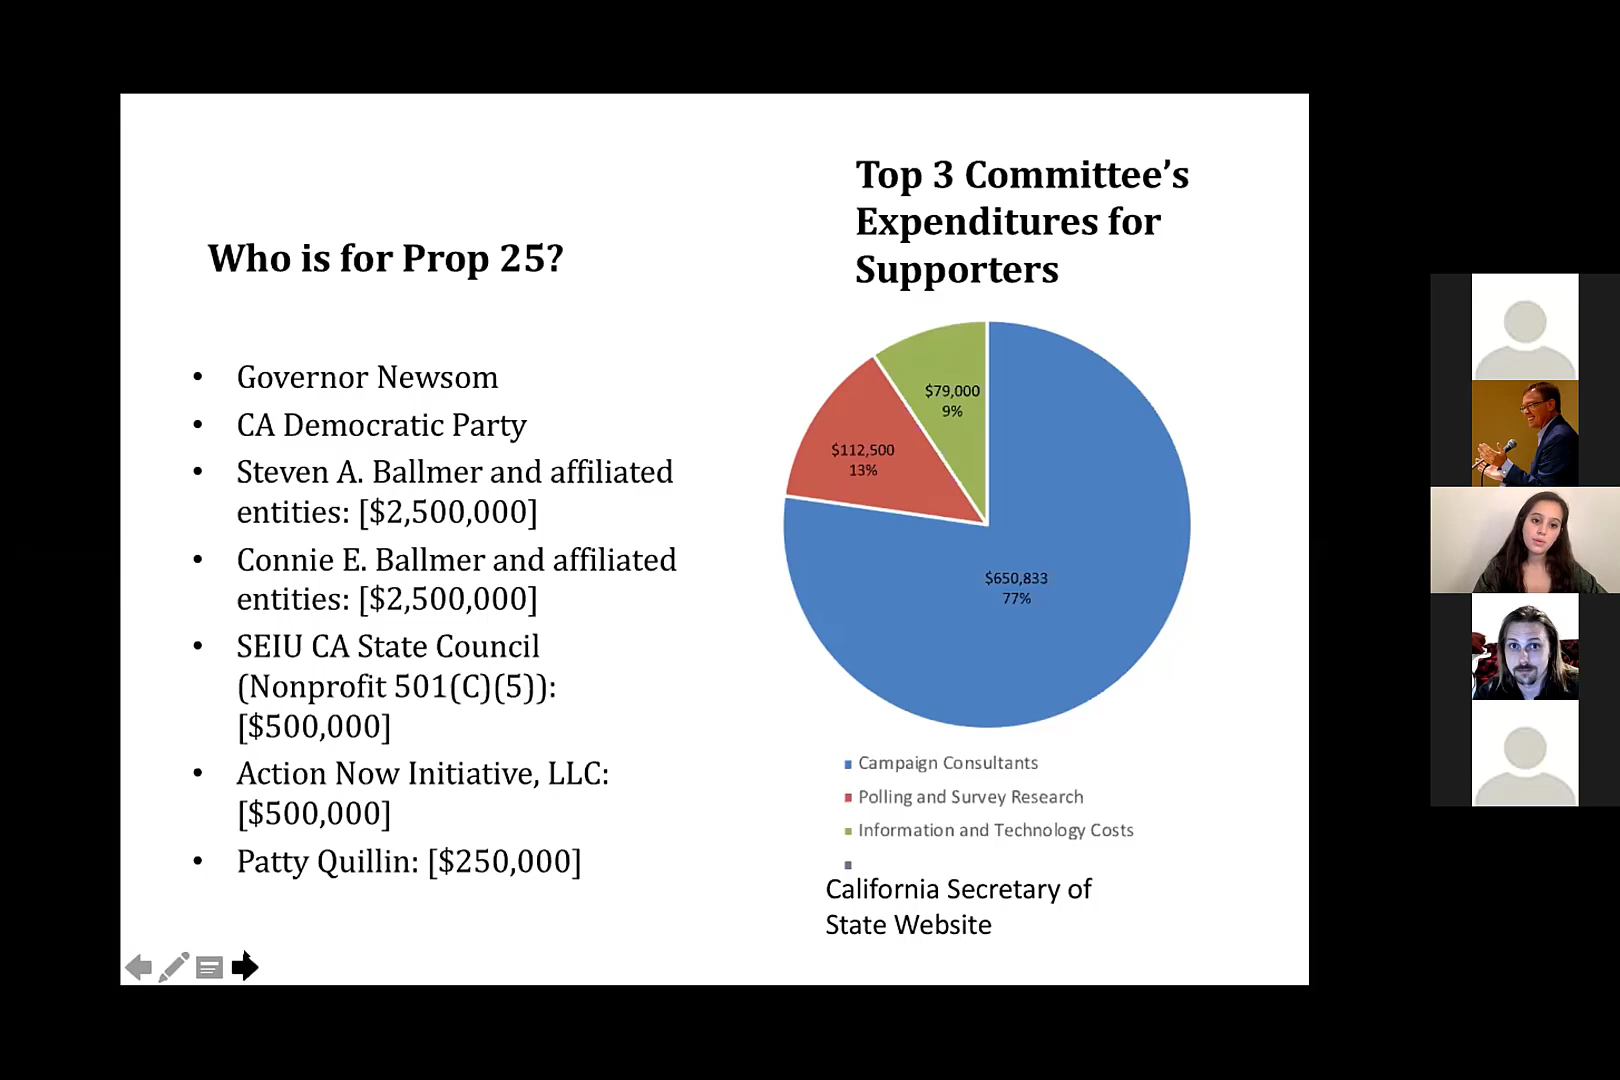 Who is for Prop 25?
• Governor Newsom
• CA Democratic Party
• Steven A. Ballmer and affiliated
entities: [$2,500,000]
• Connie E. Ballmer and affiliated
entities: [$2,500,000]
• SEIU CA State Council
(Nonprofit 501(C)(5)):
[$500,000]
• Action Now Initiative, LLC:
[$500,000]
• Patty Quillin: [$250,000]
Top 3 Committee’s
Expenditures for
Supporters
$79,000
9%
$112,500
13%
$650,833
77%
Campaign Consultants
Polling and Survey Research
Information and Technology Costs
California Secretary of
State Website